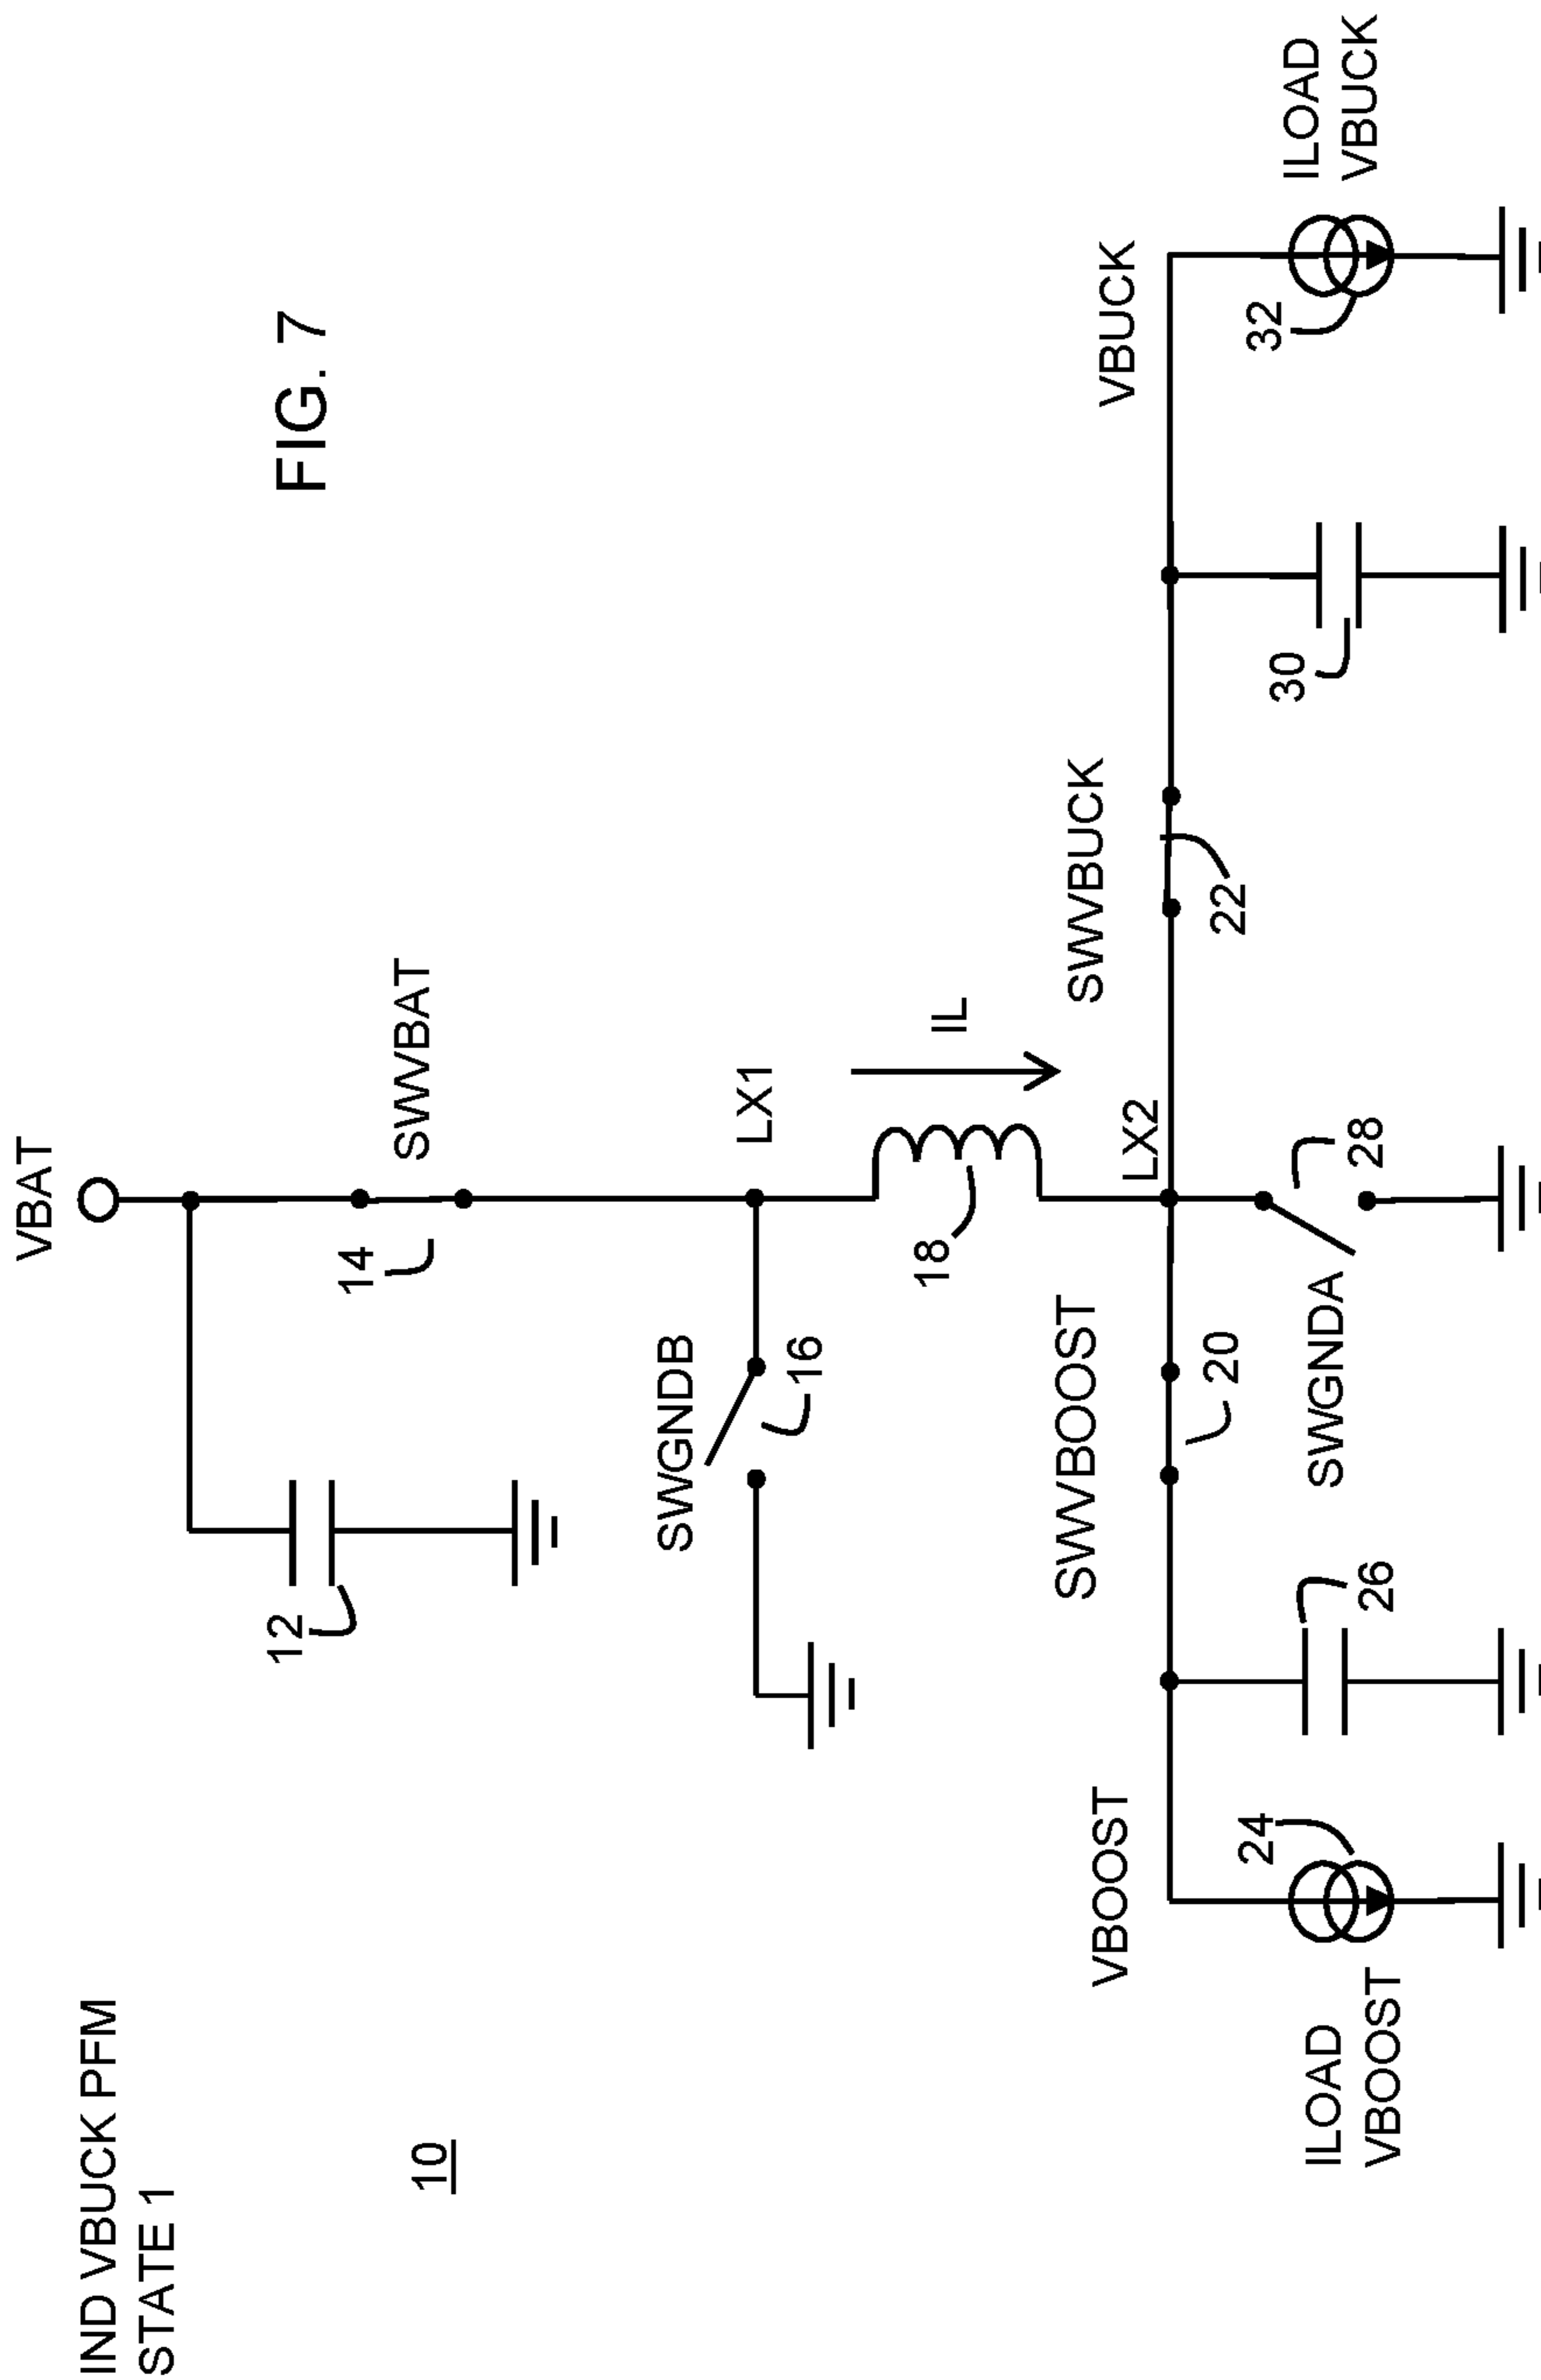 VBAT
IND VBUCK PFM
STATE 1
FIG. 7
12
14
SWVBAT
10
SWGNDB
LX1
16
18
IL
SWVBOOST
SWVBUCK
VBOOST
LX2
VBUCK
20
22
24
32
30
ILOAD
VBOOST
SWGNDA
26
28
ILOAD
VBUCK